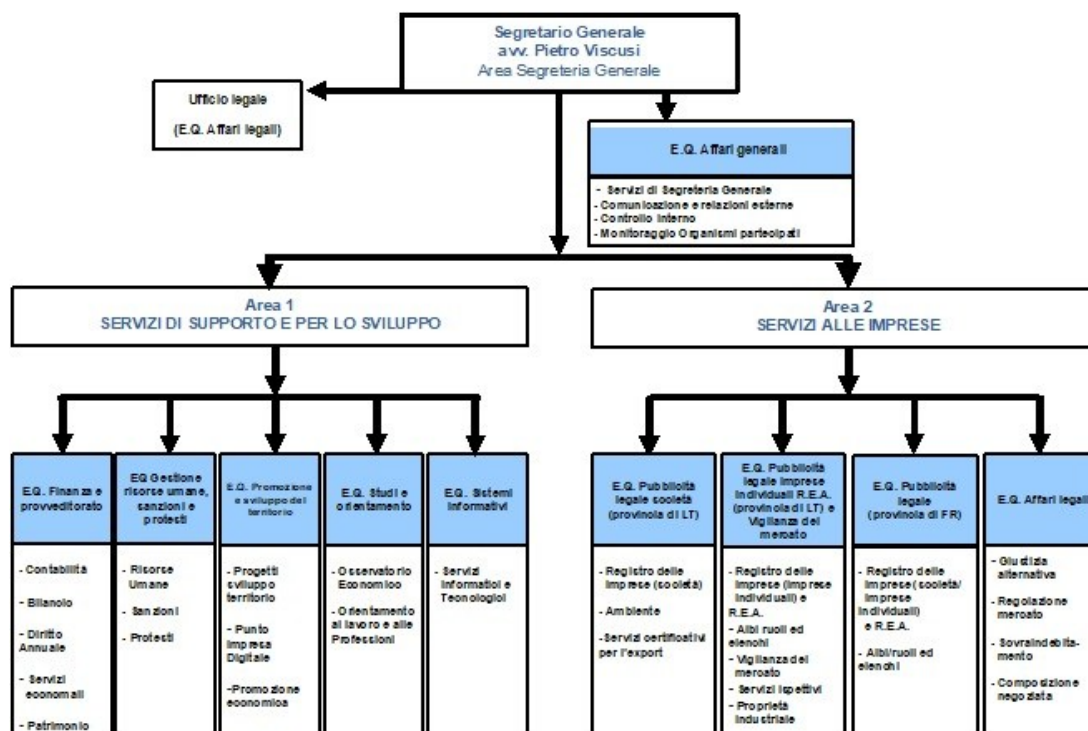 Segretario Generale
avv. Pietro Viscusi
Area Segreteria Generale
Ufficio legale
(E.Q. Affari legali)
E.Q. Affari generali
- Servizi di Segreteria Generale
- Comunicazione e relazioni esterne
- Controllo Interno
- Monitoraggio Organismi partecipati
Area 1
SERVIZI DI SUPPORTO E PER LO SVILUPPO
Area 2
SERVIZI ALLE IMPRESE
E.Q. Finanza e
provveditorato
- Contabilità
- Bilancio
- Diritto
Annuale
- Servizi
economali
- Patrimonio
EQ Gestione
risorse umane,
sanzioni e
protesti
- Risorse
Umane
- Sanzioni
- Protesti
E.Q. Promozione
e sviluppo del
territorio
- Progetti
sviluppo
territorio
- Punto
Impresa
Digitale
-Promozione
economica
E.Q. Studi e
orientamento
- Osservatorio
Economico
- Orientamento
al lavoro e alle
Professioni
E.Q. Sistemi
Informativi
- Servizi
Informatici e
Tecnologici
E.Q. Pubblicità
legale società
(provincia di LT)
- Registro delle
Imprese (società)
- Ambiente
- Servizi certificativi
per l'export
E.Q. Pubblicità
legale Imprese
Individuali R.E.A.
(provincia di LT) e
Vigilanza del
mercato
- Registro delle
Imprese (Imprese
Individuali) e
R.E.A.
- Albi ruoli ed
elenchi
- Vigilanza del
mercato
- Servizi Ispettivi
- Proprietà
Industriale
E.Q. Pubblicità
legale
(provincia di FR)
- Registro delle
Imprese (società/
Imprese
Individuali)
e R.E.A.
- Albi/ruoli ed
elenchi
E.Q. Affari legali
- Giustizia
alternativa
- Regolazione
mercato
- Sovraindebita-
mento
- Composizione
negoziata